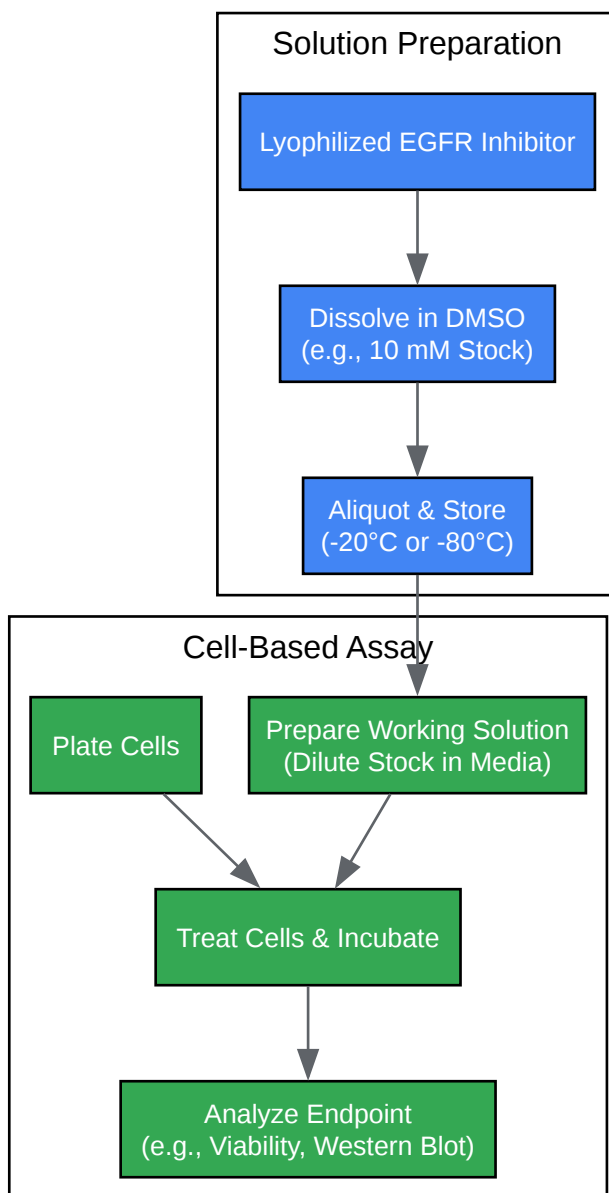 Solution Preparation
Lyophilized EGFR Inhibitor
Dissolve in DMSO
(e.g., 10 mM Stock)
Aliquot & Store
(-20°C or -80°C)
Cell-Based Assay
Plate Cells
Prepare Working Solution
(Dilute Stock in Media)
Treat Cells & Incubate
Analyze Endpoint
(e.g., Viability, Western Blot)